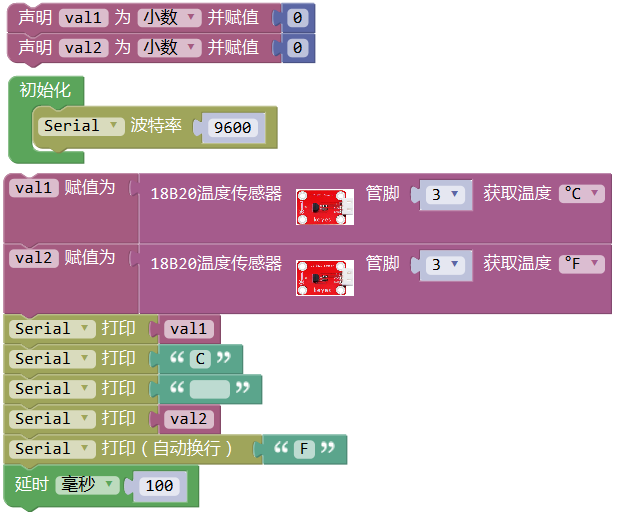 声明 val1 为 小数 并赋值 0
声明 val2 为 小数 并赋值 0
初始化
Serial 波特率 9600
val1 赋值为 18B20温度传感器 管脚 3 获取温度 ℃
val2 赋值为 18B20温度传感器 管脚 3 获取温度 ℉
Serial 打印 val1
Serial 打印 “ C ”
Serial 打印 “ ”
Serial 打印 val2
Serial 打印（自动换行） “ F ”
延时 毫秒 100